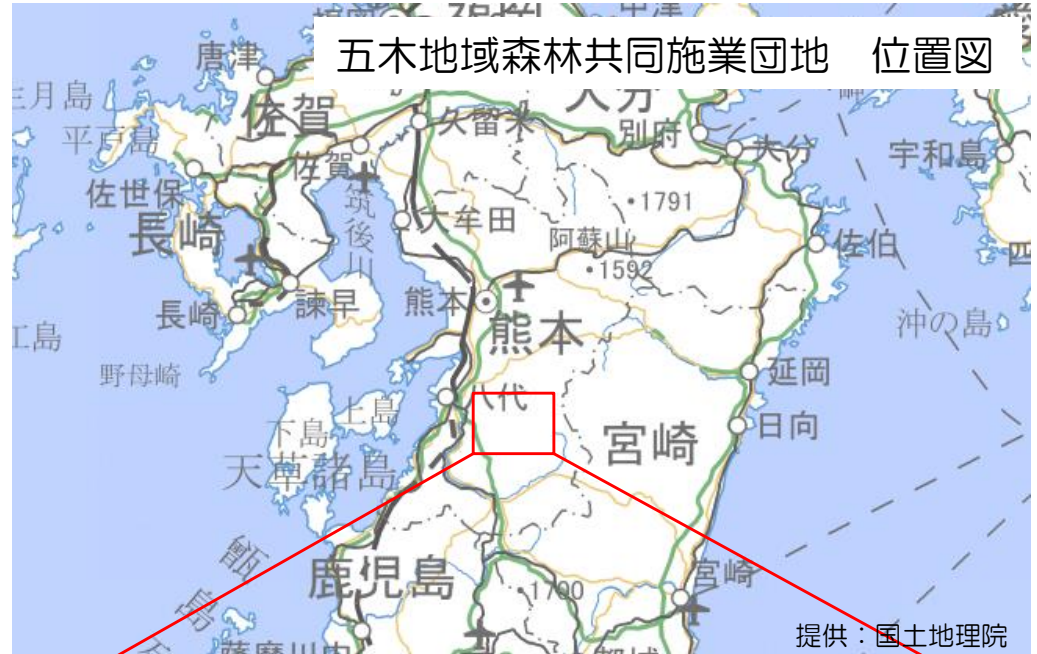 五木地域森林共同施業団地　位置図
唐津
佐賀
大分
久留米
別府
大分
生月島
平戸島
佐賀
宇和島
佐世保
筑後川
大牟田
・1791
長崎
阿蘇山
佐伯
・1592
熊本
諫早
長崎
熊本
沖の島
野母崎
延岡
八代
上島
下島
日向
宮崎
天草諸島
甑島
鹿児島
・1700
宮崎
提供：国土地理院